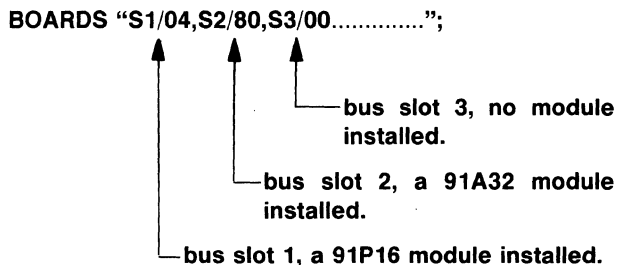 BOARDS “S1/04,S2/80,S3/00..............”;
bus slot 3, no module
installed.
bus slot 2, a 91A32 module
installed.
bus slot 1, a 91P16 module installed.